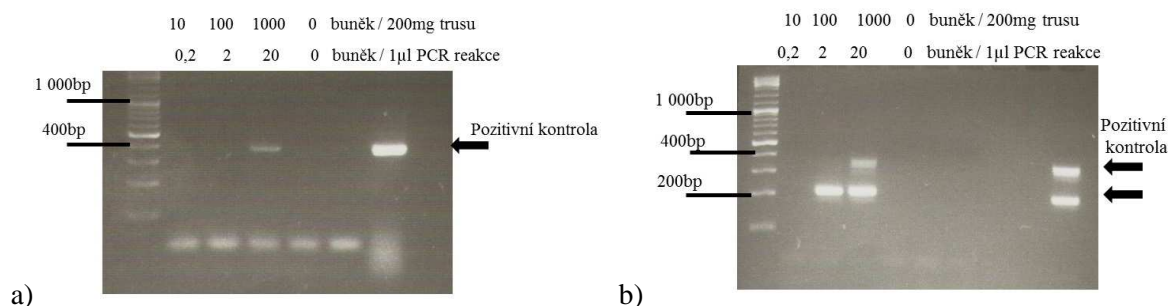 10 100 1000 0 buněk / 200mg trusu
0,2 2 20 0 buněk / 1µl PCR reakce
1 000bp
400bp
Pozitivní kontrola
a)
10 100 1000 0 buněk / 200mg trusu
0,2 2 20 0 buněk / 1µl PCR reakce
1 000bp
400bp
200bp
Pozitivní
kontrola
b)